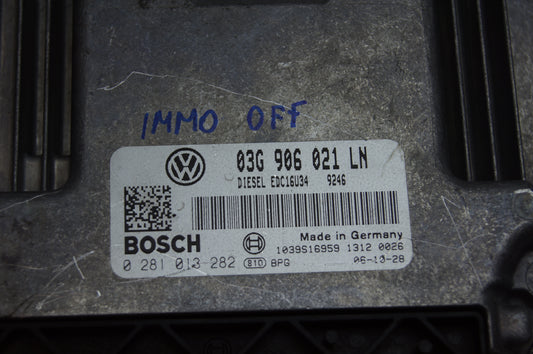 IMMO OFF
03G 906 021 LN
DIESEL EDC16U34 9246
BOSCH
Made in Germany
1039S16959 1312 0026
0 281 013-282 810 BPG 06-10-28